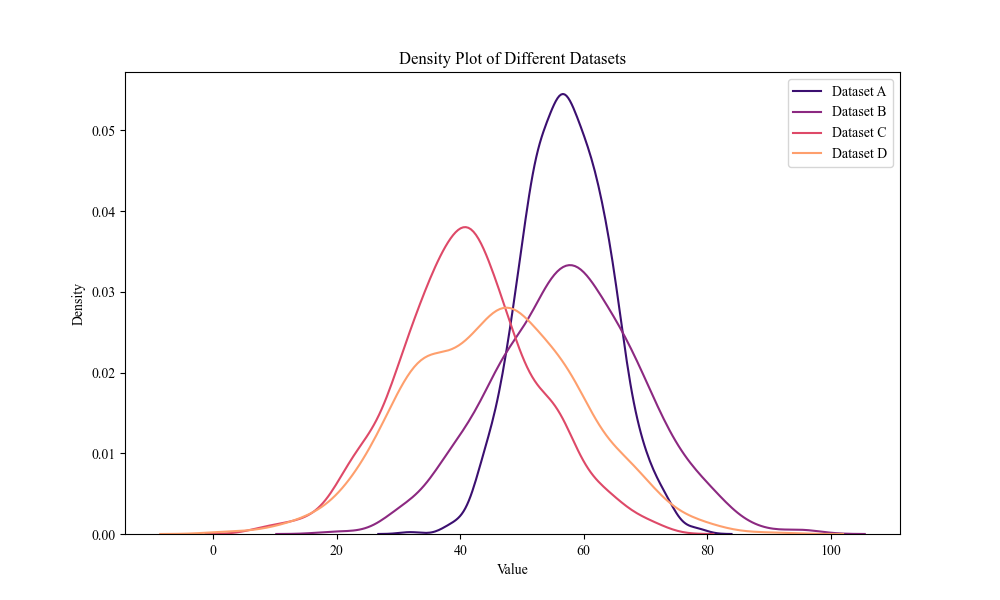 Density Plot of Different Datasets
Dataset A
Dataset B
Dataset C
Dataset D
0.05
0.04
0.03
0.02
0.01
0.00
Density
0 20 40 60 80 100
Value